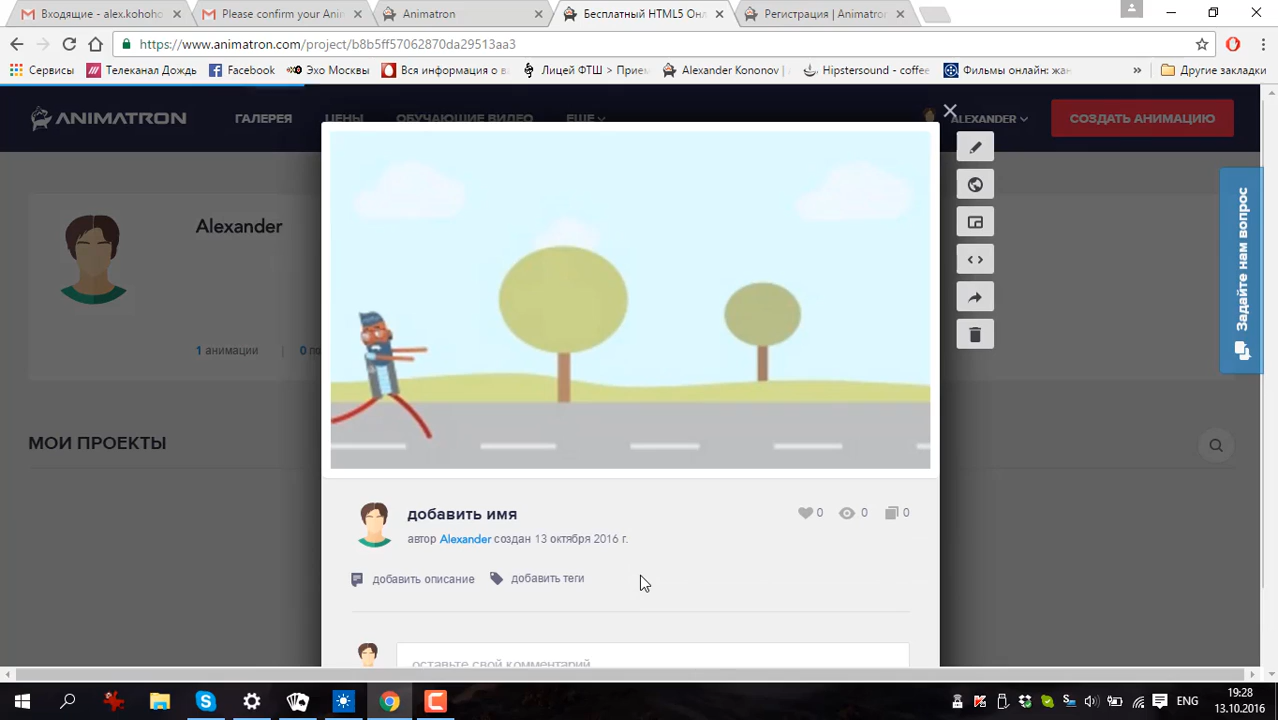 Входящие - alex.kohoho
Please confirm your Ani
Animatron
Бесплатный HTML5 Онл
Регистрация | Animatro
https://www.animatron.com/project/b8b5ff57062870da29513aa3
Сервисы
Телеканал Дождь
Facebook
Эхо Москвы
Вся информация о в
Лицей ФТШ > Прием
Alexander Kononov |
Hipstersound - coffee
Фильмы онлайн: жан
»
Другие закладки
ANIMATRON
ГАЛЕРЕЯ
ЦЕНЫ
ОБУЧАЮЩИЕ ВИДЕО
ЕЩЕ
ALEXANDER
СОЗДАТЬ АНИМАЦИЮ
Alexander
1 анимации | 0 по
Задайте нам вопрос
МОИ ПРОЕКТЫ
добавить имя
0 0 0
автор Alexander создан 13 октября 2016 г.
добавить описание
добавить теги
оставьте свой комментарий
ENG
19:28
13.10.2016